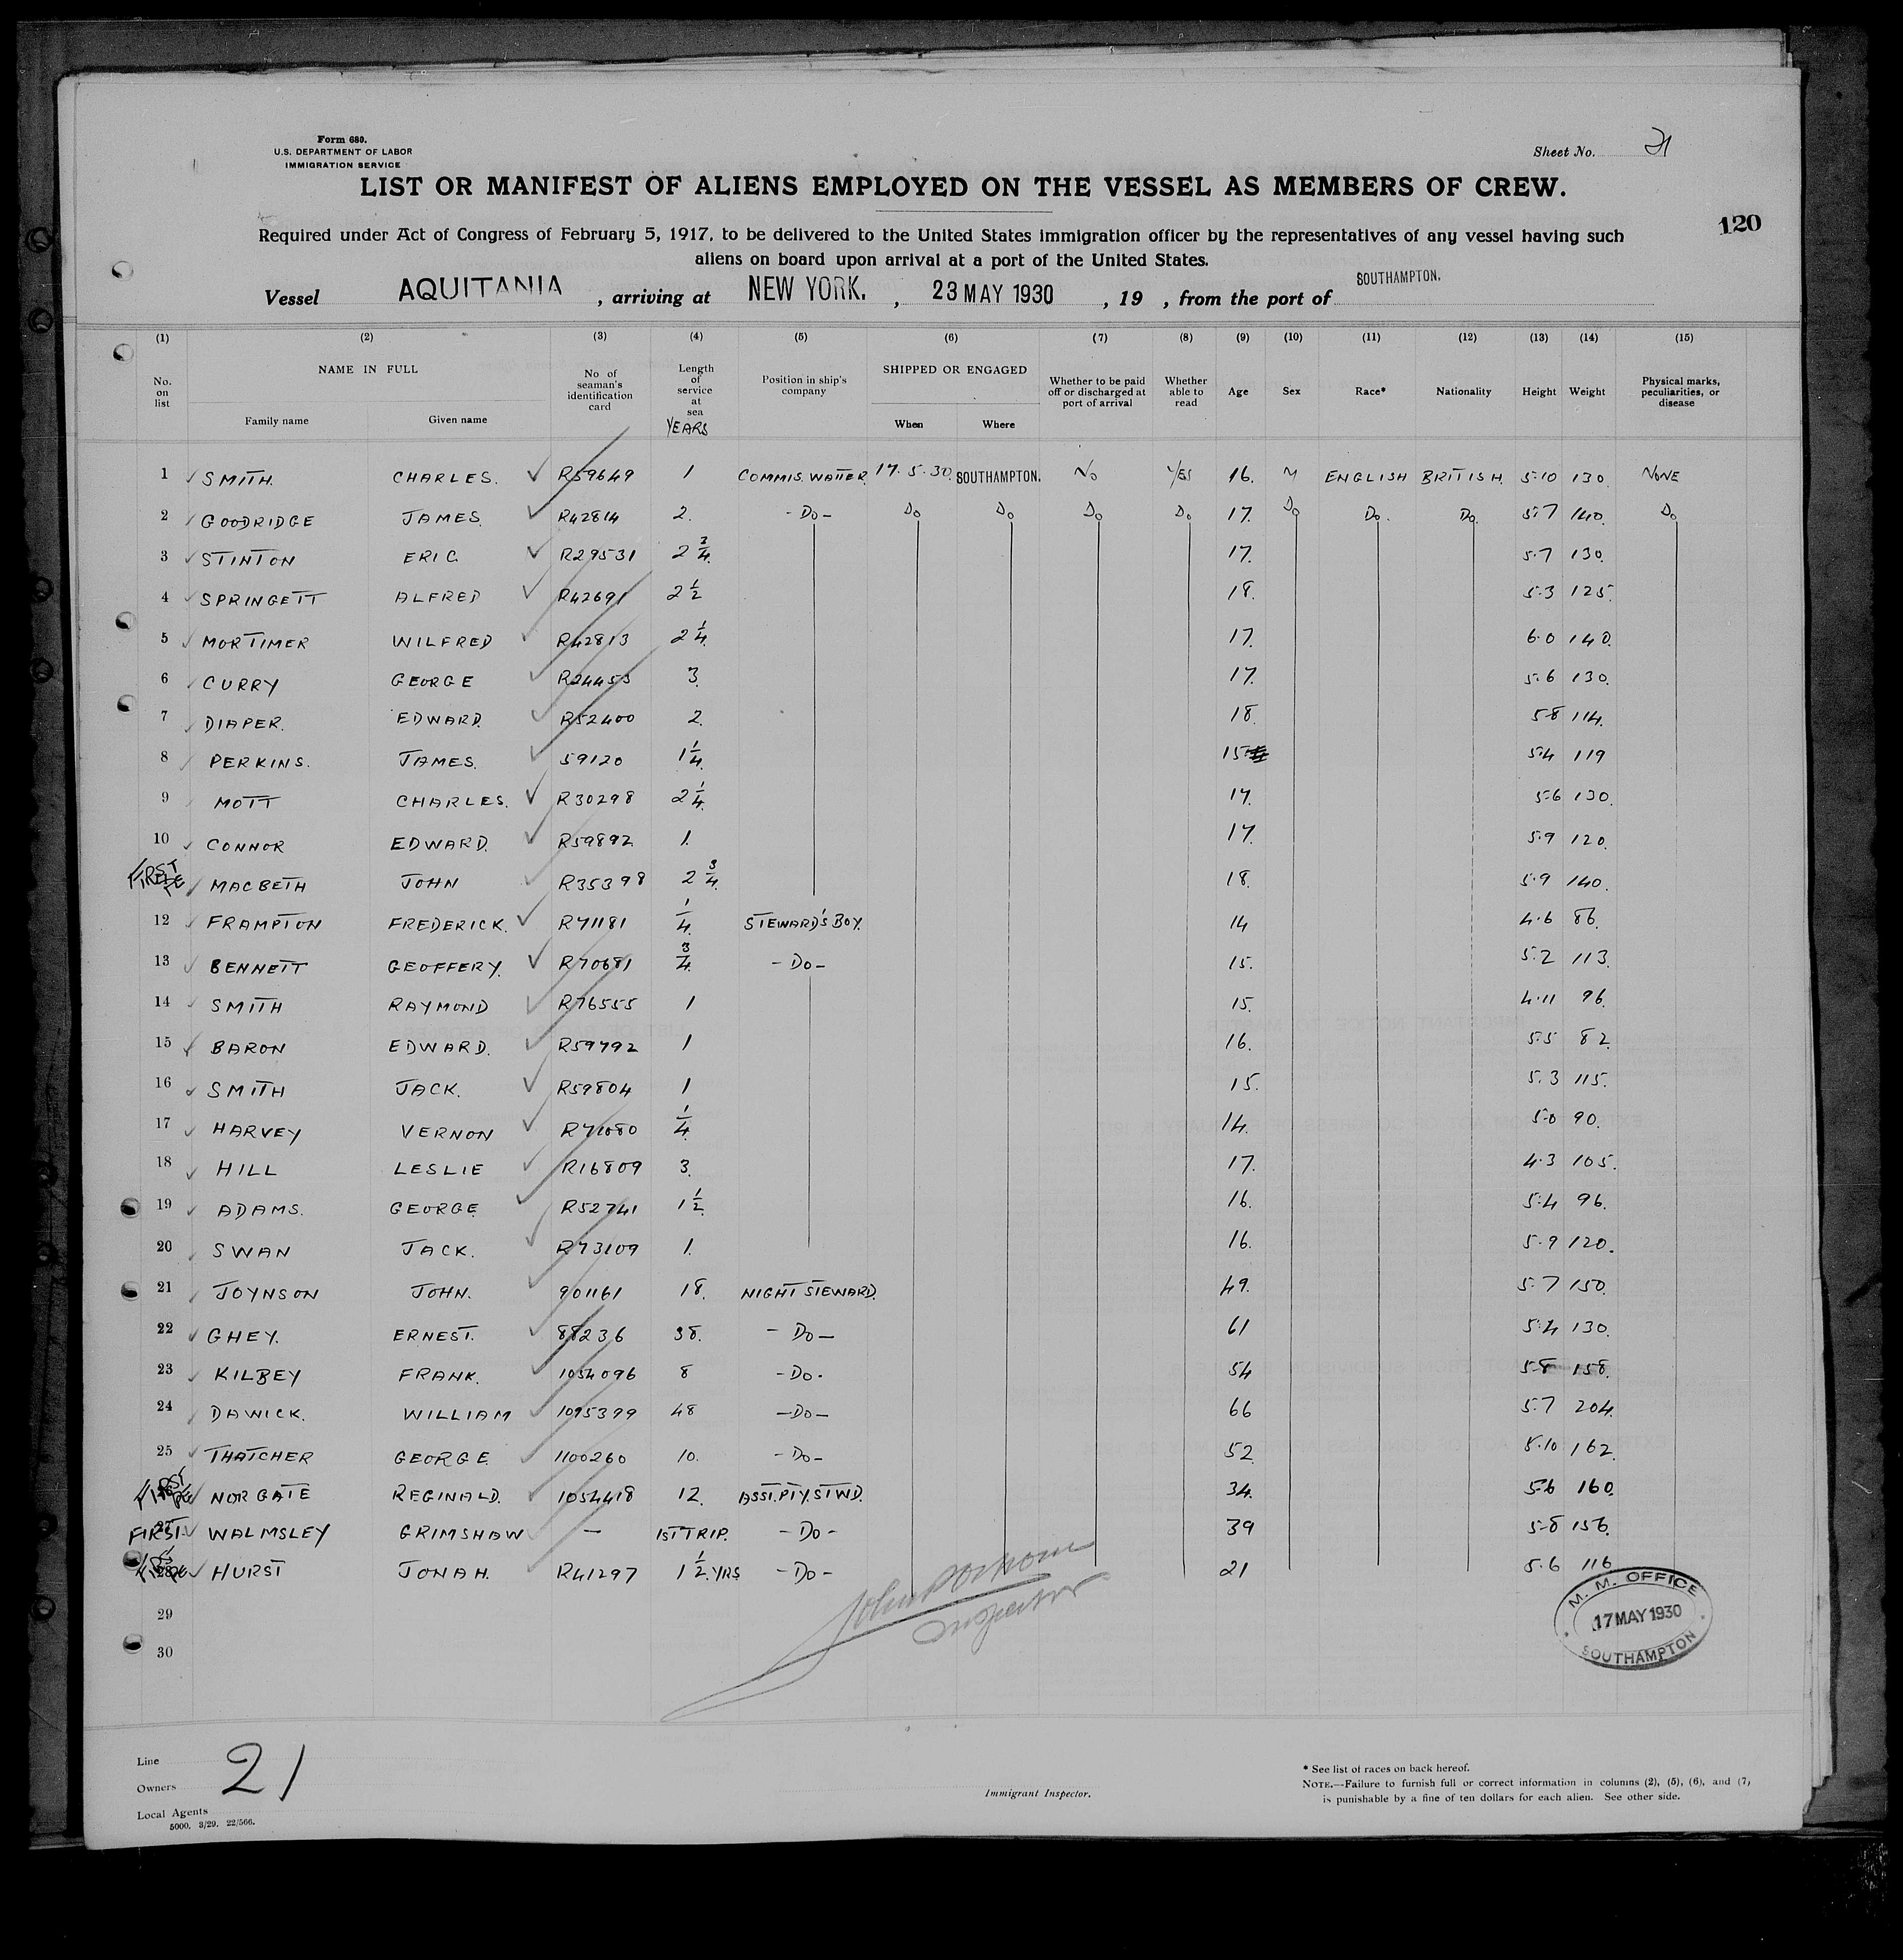 Form 680.
U.S. DEPARTMENT OF LABOR
IMMIGRATION SERVICE
Sheet No. 21
LIST OR MANIFEST OF ALIENS EMPLOYED ON THE VESSEL AS MEMBERS OF CREW.
120
Required under Act of Congress of February 5, 1917, to be delivered to the United States immigration officer by the representatives of any vessel having such
aliens on board upon arrival at a port of the United States.
Vessel AQUITANIA , arriving at NEW YORK. , 23 MAY 1930 , 19 , from the port of SOUTHAMPTON.
(1) (2) (3) (4) (5) (6) (7) (8) (9) (10) (11) (12) (13) (14) (15)
No. on list NAME IN FULL Family name Given name No. of seaman's identification card Length of service at sea YEARS Position in ship's company SHIPPED OR ENGAGED When Where Whether to be paid off or discharged at port of arrival Whether able to read Age Sex Race* Nationality Height Weight Physical marks, peculiarities, or disease
1 SMITH. CHARLES. R59649 1 COMMIS. WAITER 17.5.30 SOUTHAMPTON. NO YES 16. M ENGLISH BRITISH. 5.10 130. NONE
2 GOODRIDGE JAMES. R42814 2. -DO- DO DO DO DO 17. DO DO. DO. 5.7 140. DO
3 STINTON ERIC R29531 2 3/4. 17. 5.7 130.
4 SPRINGETT ALFRED R42691 2 1/2 18. 5.3 125.
5 MORTIMER WILFRED R42813 2 1/4. 17. 6.0 140.
6 CURRY GEORGE R24453 3. 17. 5.6 130.
7 DIAPER. EDWARD. R52400 2. 18. 5.8 114.
8 PERKINS. JAMES. 59120 1 1/4. 15 5.4 119
9 MOTT CHARLES. R30298 2 1/4. 17. 5.6 130.
10 CONNOR EDWARD. R59892 1. 17. 5.9 120.
FIRST MACBETH JOHN R35398 2 3/4. 18. 5.9 140.
12 FRAMPTON FREDERICK. R71181 1/4. STEWARD'S BOY. 14 4.6 86.
13 BENNETT GEOFFERY. R70681 3/4. -DO- 15. 5.2 113.
14 SMITH RAYMOND R76555 1 15. 4.11 96.
15 BARON EDWARD. R59792 1 16. 5.5 82.
16 SMITH JACK. R59804 1 15. 5.3 115.
17 HARVEY VERNON 1/4. 14. 5.0 90.
18 HILL LESLIE R16809 3. 17. 4.3 105.
19 ADAMS. GEORGE R52741 1 1/2. 16. 5.4 96.
20 SWAN JACK. R73109 1. 16. 5.9 120.
21 JOYNSON JOHN. 901161 18. NIGHT STEWARD. 49. 5.7 150.
22 GHEY. ERNEST. 88236 38. -DO- 61 5.4 130.
23 KILBEY FRANK. 1054096 8 -DO- 54 5.8 158.
24 DAWICK. WILLIAM 1095399 48 -DO- 66 5.7 204.
25 THATCHER GEORGE 1100260 10. -DO- 52 5.10 162.
FIRST NORGATE REGINALD. 1054418 12. ASST.PTY.STWD. 34. 5.6 160.
FIRST. WALMSLEY GRIMSHAW — 1ST TRIP. -DO- 39 5.8 156.
HURST JONAH. R41297 1 1/2.YRS -DO- 21 5.6 116
29
30
Inspector
M. M. OFFICE
17 MAY 1930
SOUTHAMPTON
Line
Owners
Local Agents
21
5000. 3/29. 22/566.
Immigrant Inspector.
* See list of races on back hereof.
NOTE.—Failure to furnish full or correct information in columns (2), (5), (6), and (7)
is punishable by a fine of ten dollars for each alien. See other side.